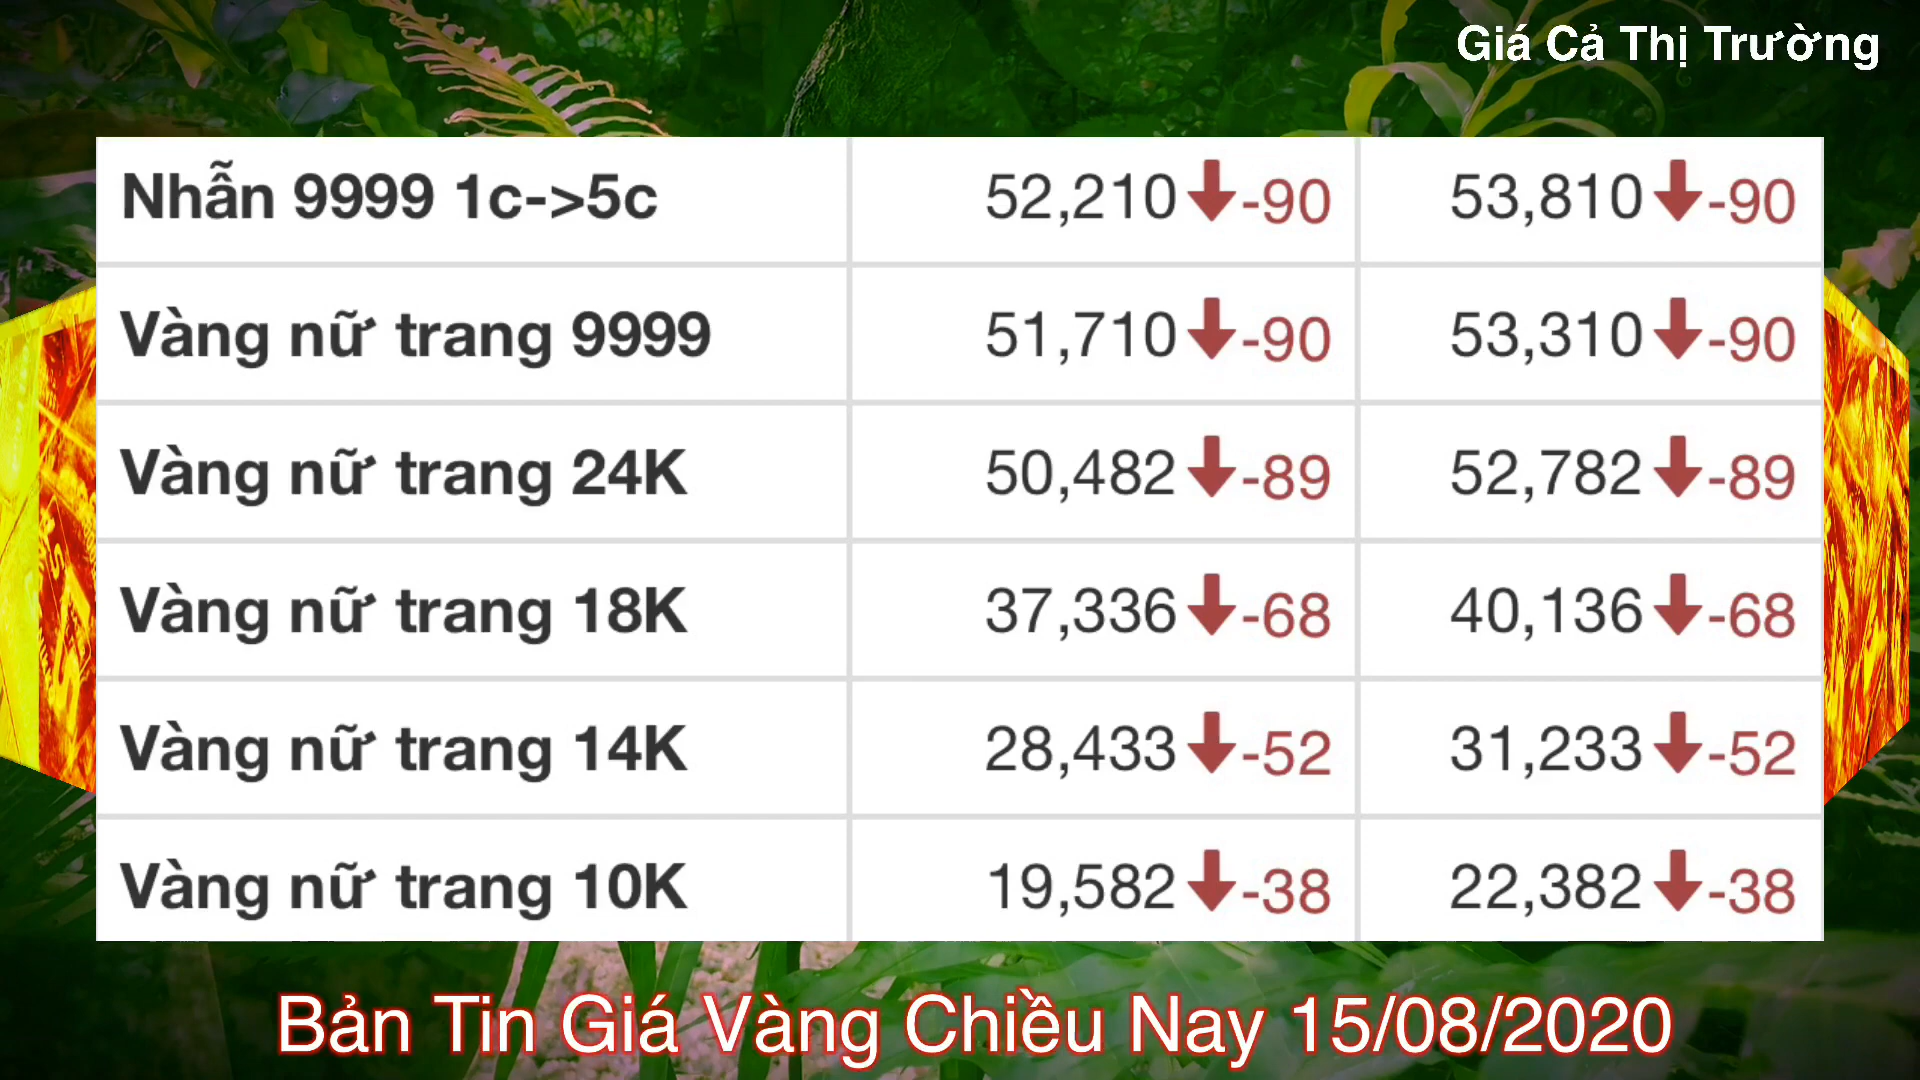 Giá Cả Thị Trường
Nhẫn 9999 1c->5c 52,210 -90 53,810 -90
Vàng nữ trang 9999 51,710 -90 53,310 -90
Vàng nữ trang 24K 50,482 -89 52,782 -89
Vàng nữ trang 18K 37,336 -68 40,136 -68
Vàng nữ trang 14K 28,433 -52 31,233 -52
Vàng nữ trang 10K 19,582 -38 22,382 -38
Bản Tin Giá Vàng Chiều Nay 15/08/2020